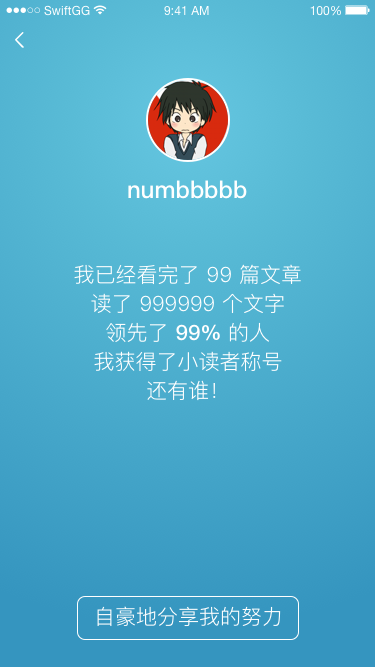 SwiftGG 9:41 AM 100%
numbbbbb
我已经看完了 99 篇文章
读了 999999 个文字
领先了 99% 的人
我获得了小读者称号
还有谁！
自豪地分享我的努力